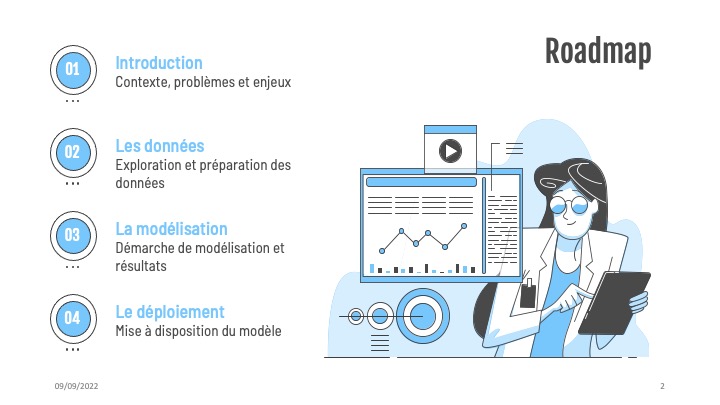 Roadmap
01
Introduction
Contexte, problèmes et enjeux
02
Les données
Exploration et préparation des
données
03
La modélisation
Démarche de modélisation et
résultats
04
Le déploiement
Mise à disposition du modèle
09/09/2022
2